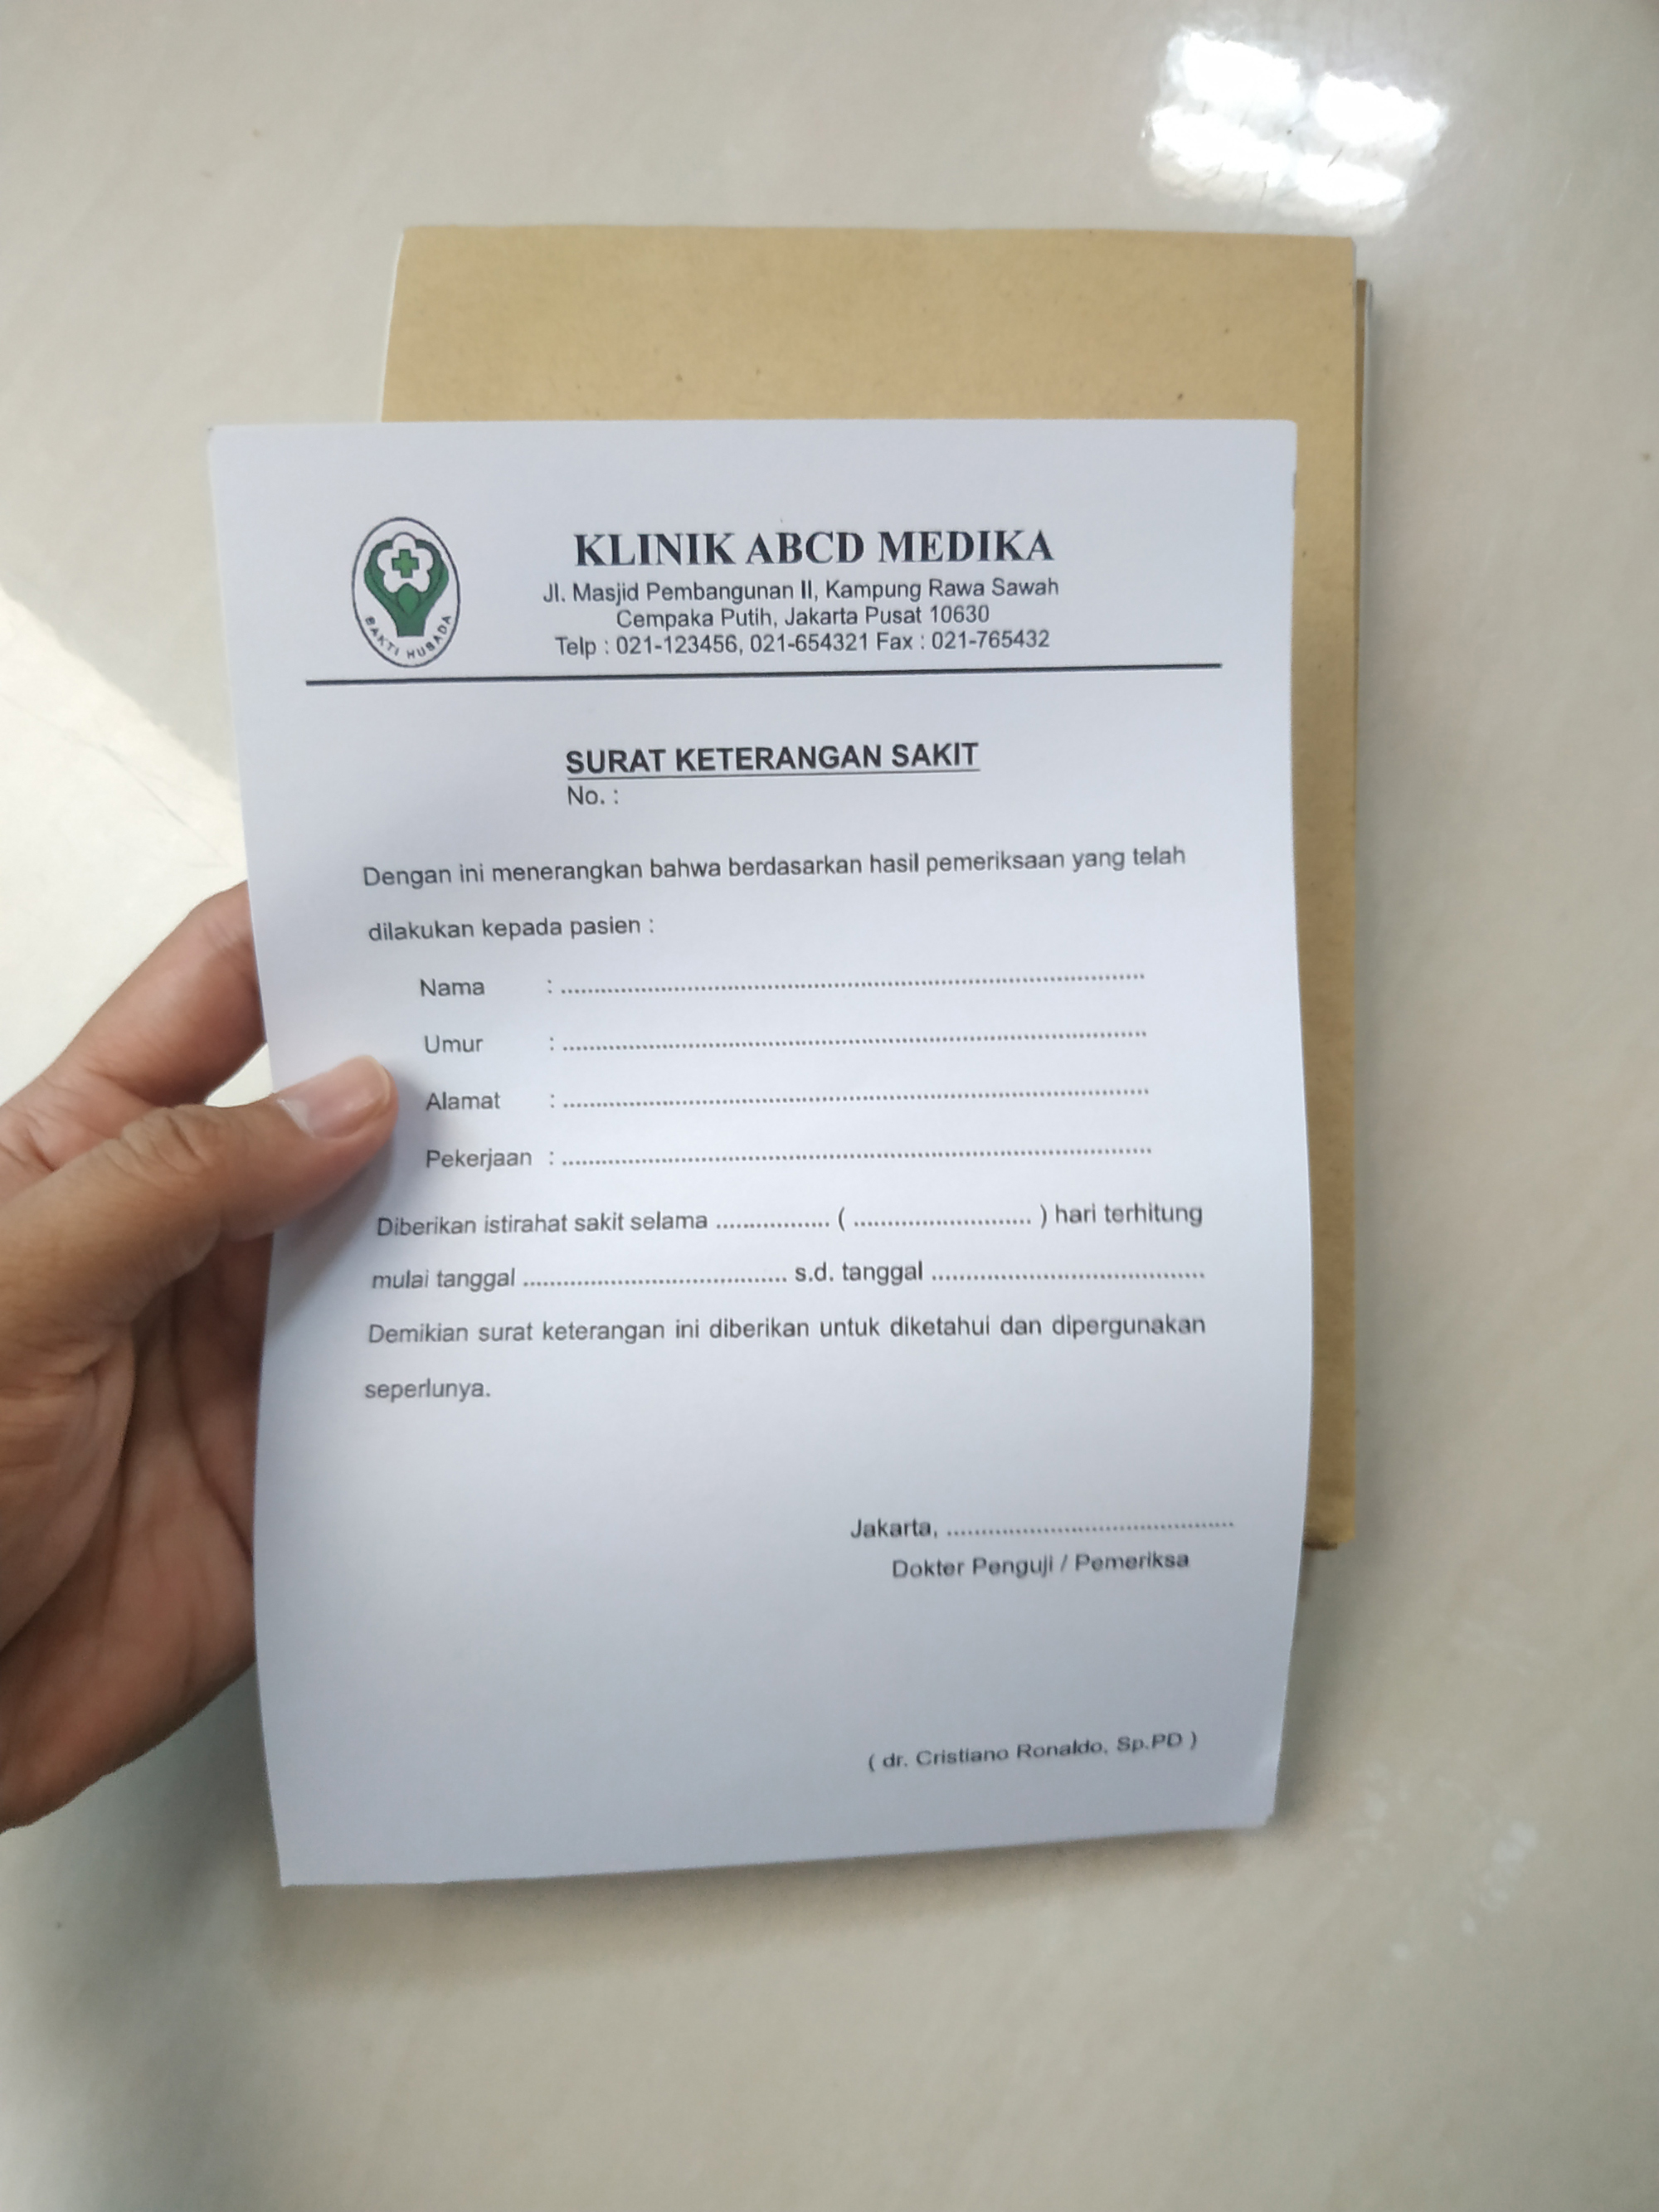 BAKTI HUSADA
KLINIK ABCD MEDIKA
Jl. Masjid Pembangunan II, Kampung Rawa Sawah
Cempaka Putih, Jakarta Pusat 10630
Telp : 021-123456, 021-654321 Fax : 021-765432
SURAT KETERANGAN SAKIT
No. :
Dengan ini menerangkan bahwa berdasarkan hasil pemeriksaan yang telah
dilakukan kepada pasien :
Nama : ........................................................................................
Umur : ........................................................................................
Alamat : ........................................................................................
Pekerjaan : ........................................................................................
Diberikan istirahat sakit selama ................. ( .......................... ) hari terhitung
mulai tanggal ....................................... s.d. tanggal ........................................
Demikian surat keterangan ini diberikan untuk diketahui dan dipergunakan
seperlunya.
Jakarta, ..........................................
Dokter Penguji / Pemeriksa
( dr. Cristiano Ronaldo, Sp.PD )